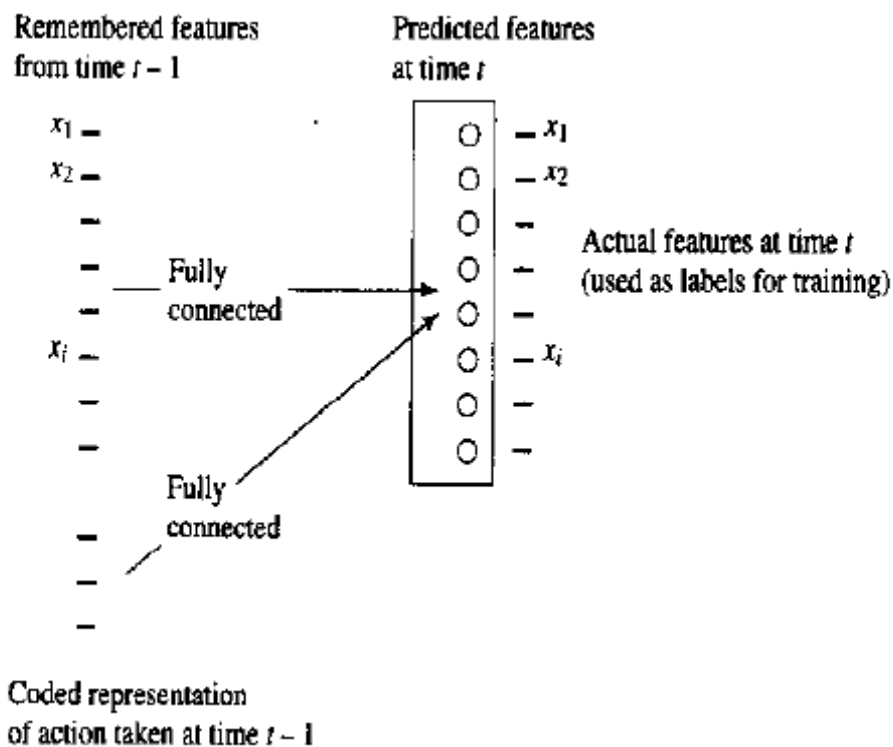 Remembered features
from time t – 1
Predicted features
at time t
x1
x2
xi
x1
x2
xi
Fully
connected
Actual features at time t
(used as labels for training)
Fully
connected
Coded representation
of action taken at time t – 1